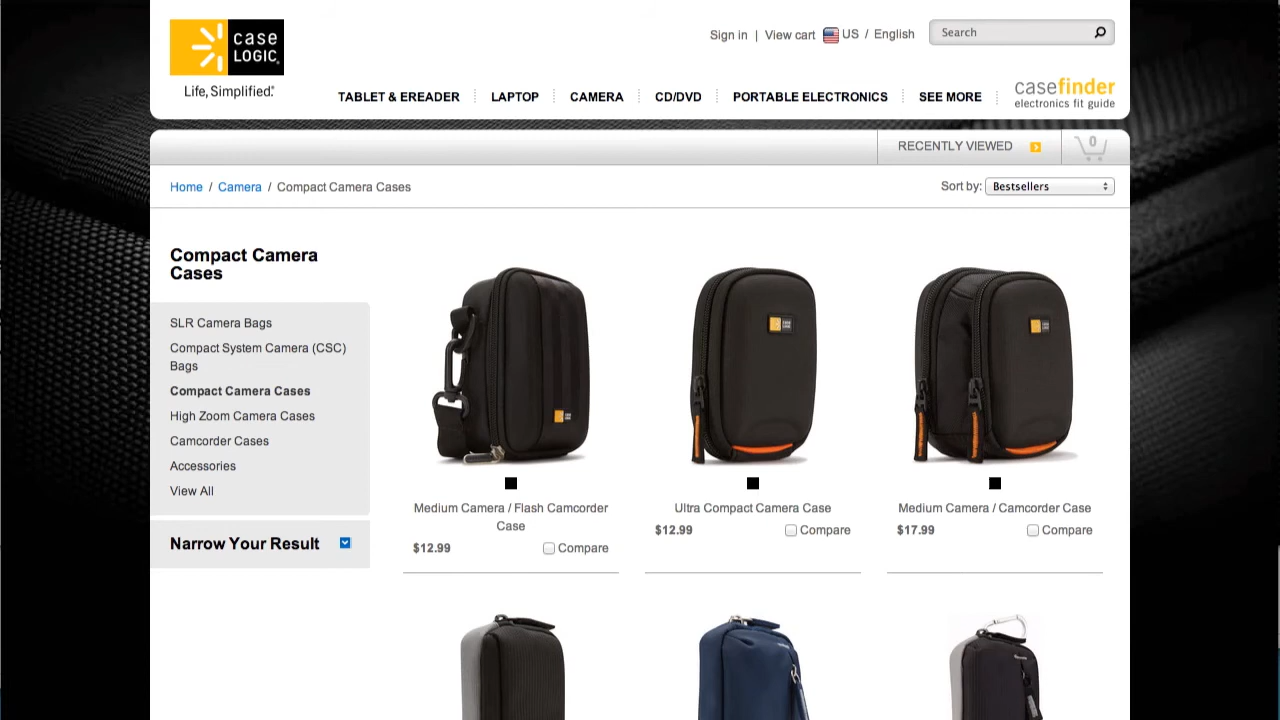 case
LOGIC
Life, Simplified.®
Sign in | View cart US / English
Search
TABLET & EREADER
LAPTOP
CAMERA
CD/DVD
PORTABLE ELECTRONICS
SEE MORE
casefinder
electronics fit guide
RECENTLY VIEWED
0
Home / Camera / Compact Camera Cases
Sort by: Bestsellers
Compact Camera
Cases
SLR Camera Bags
Compact System Camera (CSC)
Bags
Compact Camera Cases
High Zoom Camera Cases
Camcorder Cases
Accessories
View All
Narrow Your Result
Medium Camera / Flash Camcorder
Case
$12.99
Compare
Ultra Compact Camera Case
$12.99
Compare
Medium Camera / Camcorder Case
$17.99
Compare